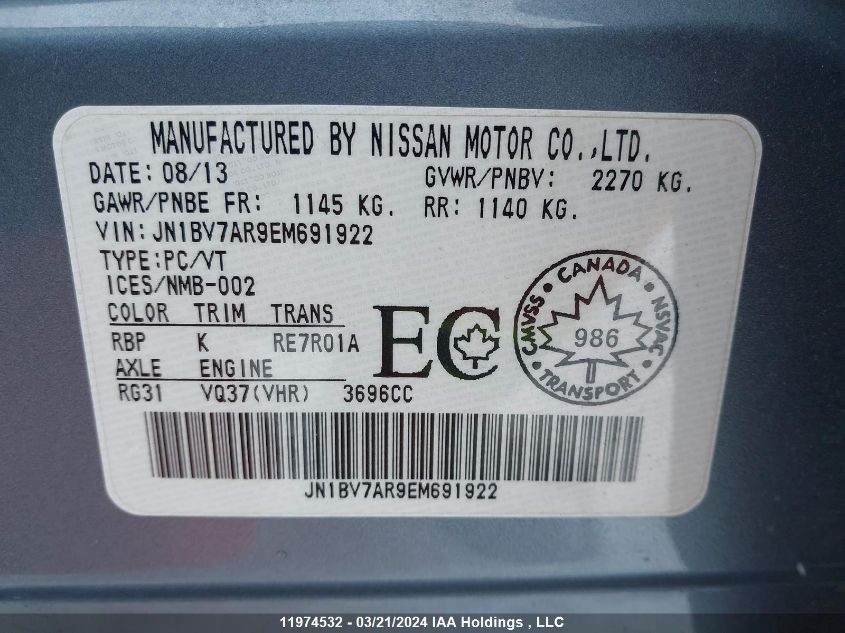 MANUFACTURED BY NISSAN MOTOR CO.,LTD.
DATE: 08/13 GVWR/PNBV: 2270 KG.
GAWR/PNBE FR: 1145 KG. RR: 1140 KG.
VIN: JN1BV7AR9EM691922
TYPE:PC/VT
ICES/NMB-002
COLOR TRIM TRANS
RBP K RE7R01A
AXLE ENGINE
RG31 VQ37(VHR) 3696CC
EC
CANADA
CMVSS NSVAC
986
TRANSPORT
JN1BV7AR9EM691922
11974532 - 03/21/2024 IAA Holdings , LLC